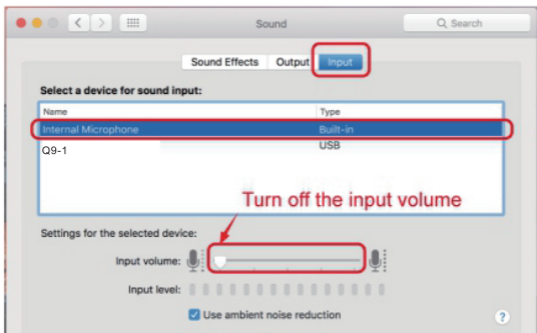 Sound
Search
Sound Effects Output Input
Select a device for sound input:
Name Type
Internal Microphone Built-in
Q9-1 USB
Turn off the input volume
Settings for the selected device:
Input volume:
Input level:
Use ambient noise reduction
?